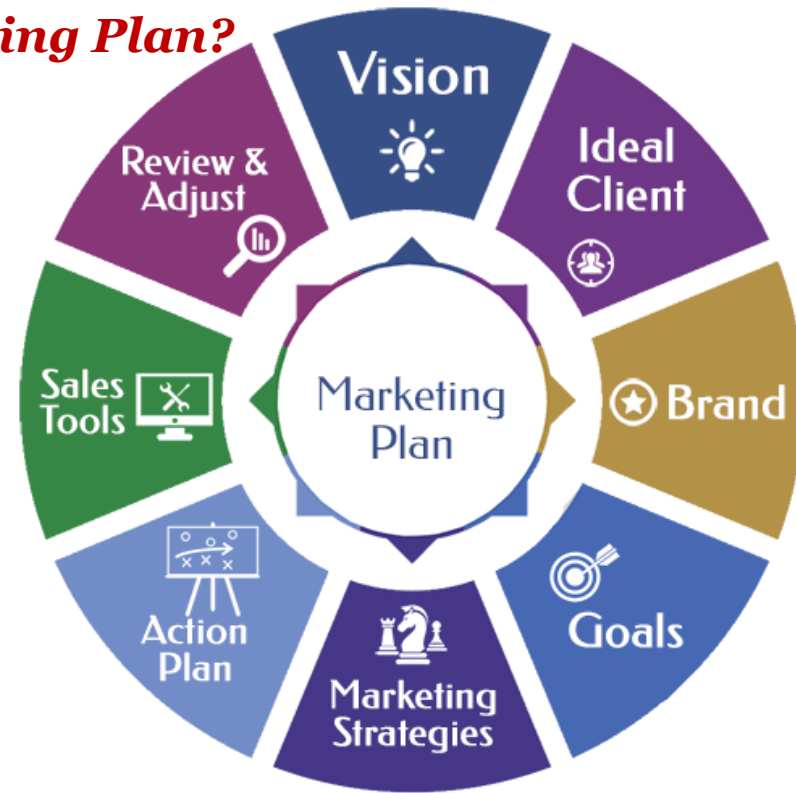 ing Plan?
Vision
Ideal
Client
Brand
Goals
Marketing
Strategies
Action
Plan
Sales
Tools
Review &
Adjust
Marketing
Plan